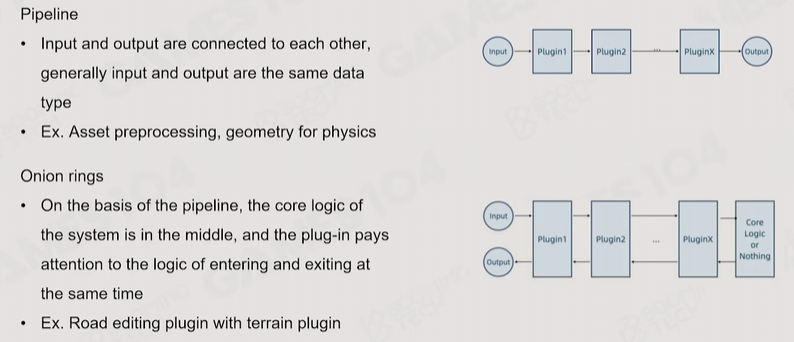 Pipeline
• Input and output are connected to each other,
generally input and output are the same data
type
• Ex. Asset preprocessing, geometry for physics
Input
Plugin1
Plugin2
...
PluginX
Output
Onion rings
• On the basis of the pipeline, the core logic of
the system is in the middle, and the plug-in pays
attention to the logic of entering and exiting at
the same time
• Ex. Road editing plugin with terrain plugin
Input
Output
Plugin1
Plugin2
...
PluginX
Core
Logic
or
Nothing